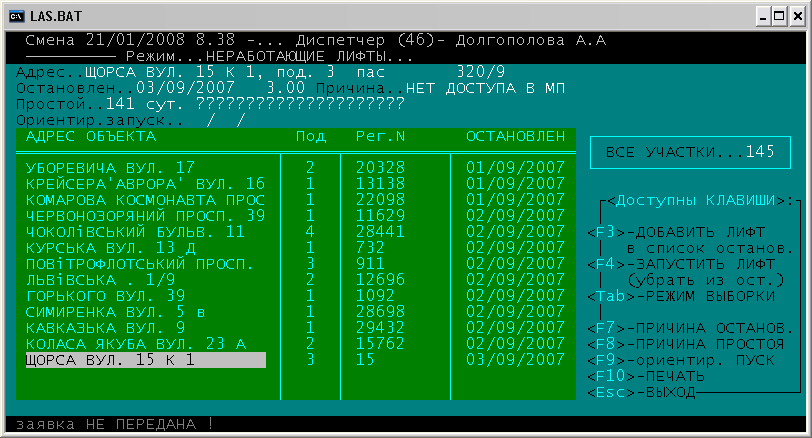 LAS.BAT
Смена 21/01/2008 8.38 -... Диспетчер (46)- Долгополова А.А
Режим...НЕРАБОТАЮЩИЕ ЛИФТЫ...
Адрес..ЩОРСА ВУЛ. 15 К 1, под. 3 пас 320/9
Остановлен..03/09/2007 3.00 Причина..НЕТ ДОСТУПА В МП
Простой..141 сут. ?????????????????????
Ориентир.запуск.. / /
АДРЕС ОБЪЕКТА Под Рег.N ОСТАНОВЛЕН
УБОРЕВИЧА ВУЛ. 17 2 20328 01/09/2007
КРЕЙСЕРА'АВРОРА' ВУЛ. 16 1 13138 01/09/2007
КОМАРОВА КОСМОНАВТА ПРОС 1 22098 01/09/2007
ЧЕРВОНОЗОРЯНИЙ ПРОСП. 39 1 11629 02/09/2007
ЧОКОЛіВСЬКИЙ БУЛЬВ. 11 4 28441 02/09/2007
КУРСЬКА ВУЛ. 13 Д 1 732 02/09/2007
ПОВіТРОФЛОТСЬКИЙ ПРОСП. 3 911 02/09/2007
ЛЬВіВСЬКА . 1/9 2 12696 02/09/2007
ГОРЬКОГО ВУЛ. 39 1 1092 02/09/2007
СИМИРЕНКА ВУЛ. 5 в 1 28698 02/09/2007
КАВКАЗЬКА ВУЛ. 9 1 29432 02/09/2007
КОЛАСА ЯКУБА ВУЛ. 23 А 2 15762 02/09/2007
ЩОРСА ВУЛ. 15 К 1 3 15 03/09/2007
ВСЕ УЧАСТКИ...145
<Доступны КЛАВИШИ>:
<F3>-ДОБАВИТЬ ЛИФТ
в список останов.
<F4>-ЗАПУСТИТЬ ЛИФТ
(убрать из ост.)
<Tab>-РЕЖИМ ВЫБОРКИ
<F7>-ПРИЧИНА ОСТАНОВ.
<F8>-ПРИЧИНА ПРОСТОЯ
<F9>-ориентир. ПУСК
<F10>-ПЕЧАТЬ
<Esc>-ВЫХОД
заявка НЕ ПЕРЕДАНА !